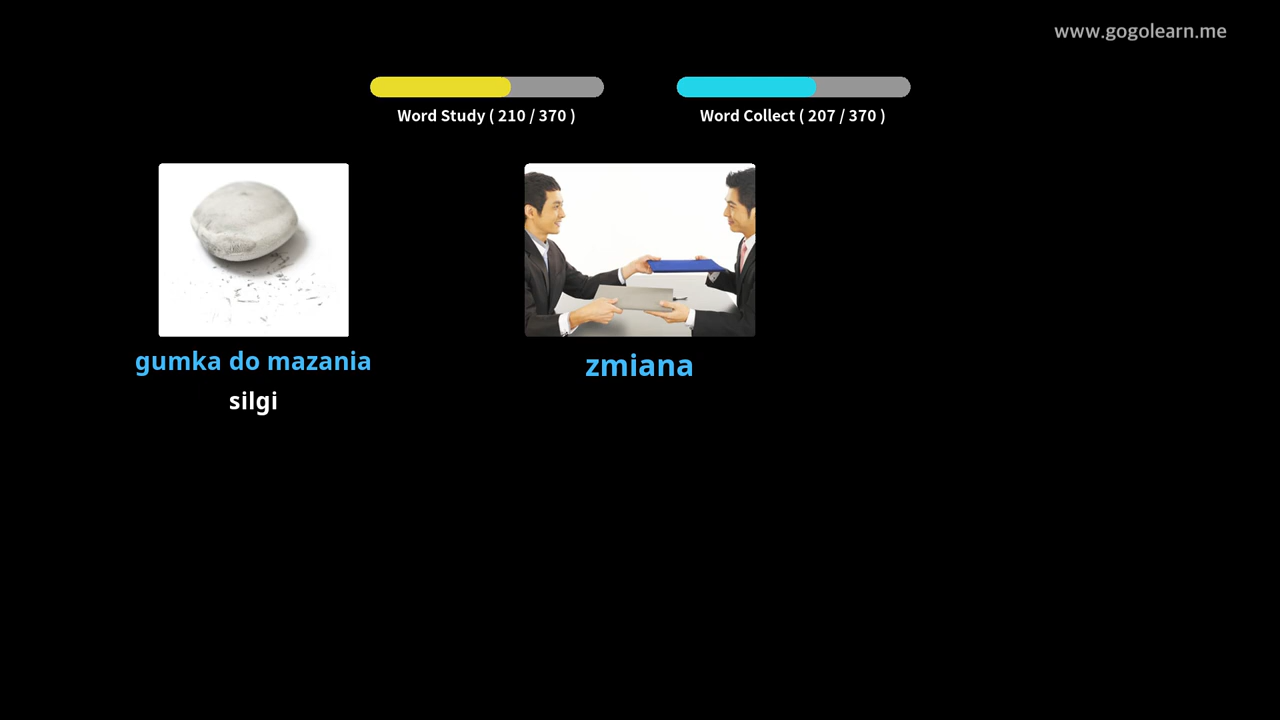 www.gogolearn.me
Word Study ( 210 / 370 )
Word Collect ( 207 / 370 )
gumka do mazania
silgi
zmiana